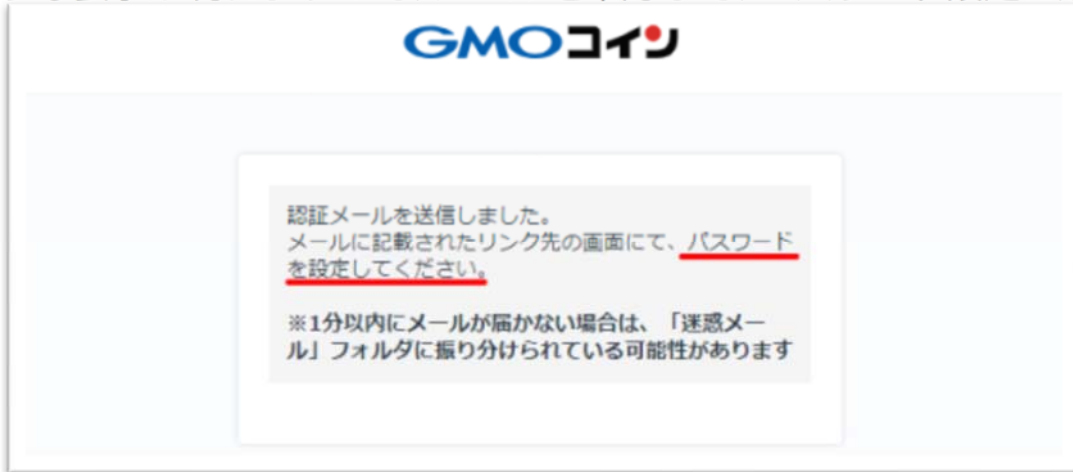 GMOコイン
認証メールを送信しました。
メールに記載されたリンク先の画面にて、パスワード
を設定してください。
※1分以内にメールが届かない場合は、「迷惑メー
ル」フォルダに振り分けられている可能性があります